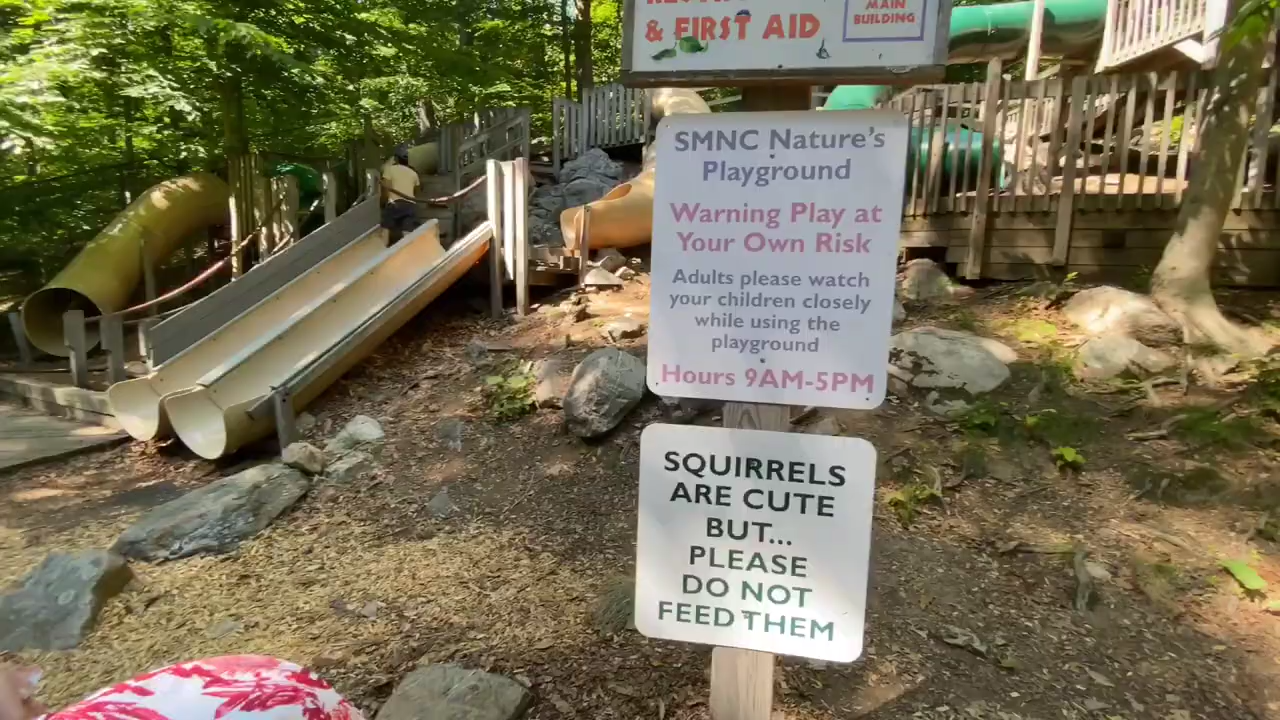 & FIRST AID
MAIN
BUILDING
SMNC Nature's
Playground
Warning Play at
Your Own Risk
Adults please watch
your children closely
while using the
playground
Hours 9AM-5PM
SQUIRRELS
ARE CUTE
BUT...
PLEASE
DO NOT
FEED THEM